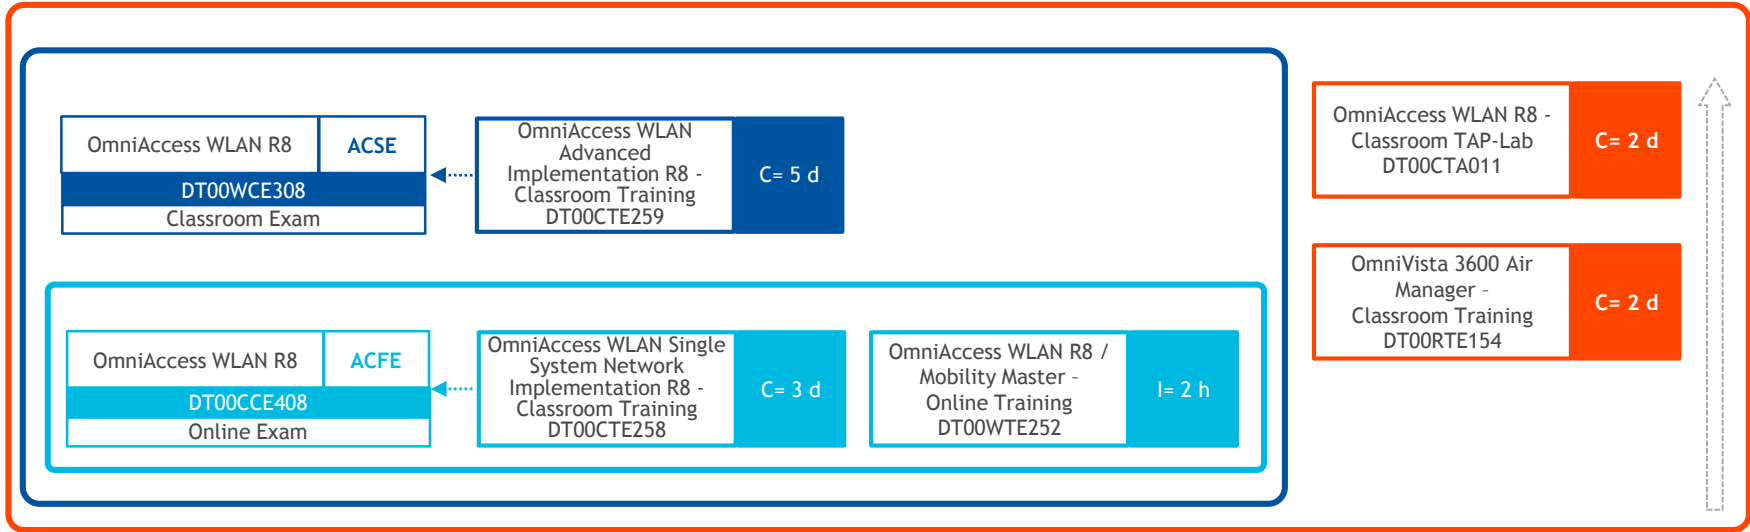 OmniAccess WLAN R8
ACSE
DT00WCE308
Classroom Exam
OmniAccess WLAN
Advanced
Implementation R8 -
Classroom Training
DT00CTE259
C= 5 d
OmniAccess WLAN R8 -
Classroom TAP-Lab
DT00CTA011
C= 2 d
OmniVista 3600 Air
Manager –
Classroom Training
DT00RTE154
C= 2 d
OmniAccess WLAN R8
ACFE
DT00CCE408
Online Exam
OmniAccess WLAN Single
System Network
Implementation R8 -
Classroom Training
DT00CTE258
C= 3 d
OmniAccess WLAN R8 /
Mobility Master –
Online Training
DT00WTE252
I= 2 h